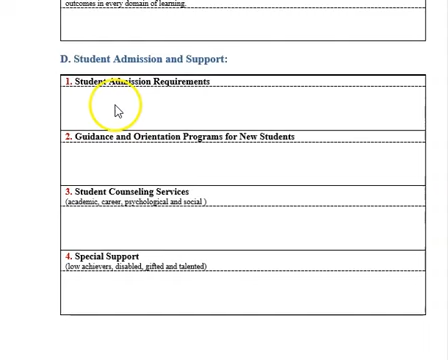 outcomes in every domain of learning.
D. Student Admission and Support:
1. Student Admission Requirements
2. Guidance and Orientation Programs for New Students
3. Student Counseling Services
(academic, career, psychological and social )
4. Special Support
(low achievers, disabled, gifted and talented)